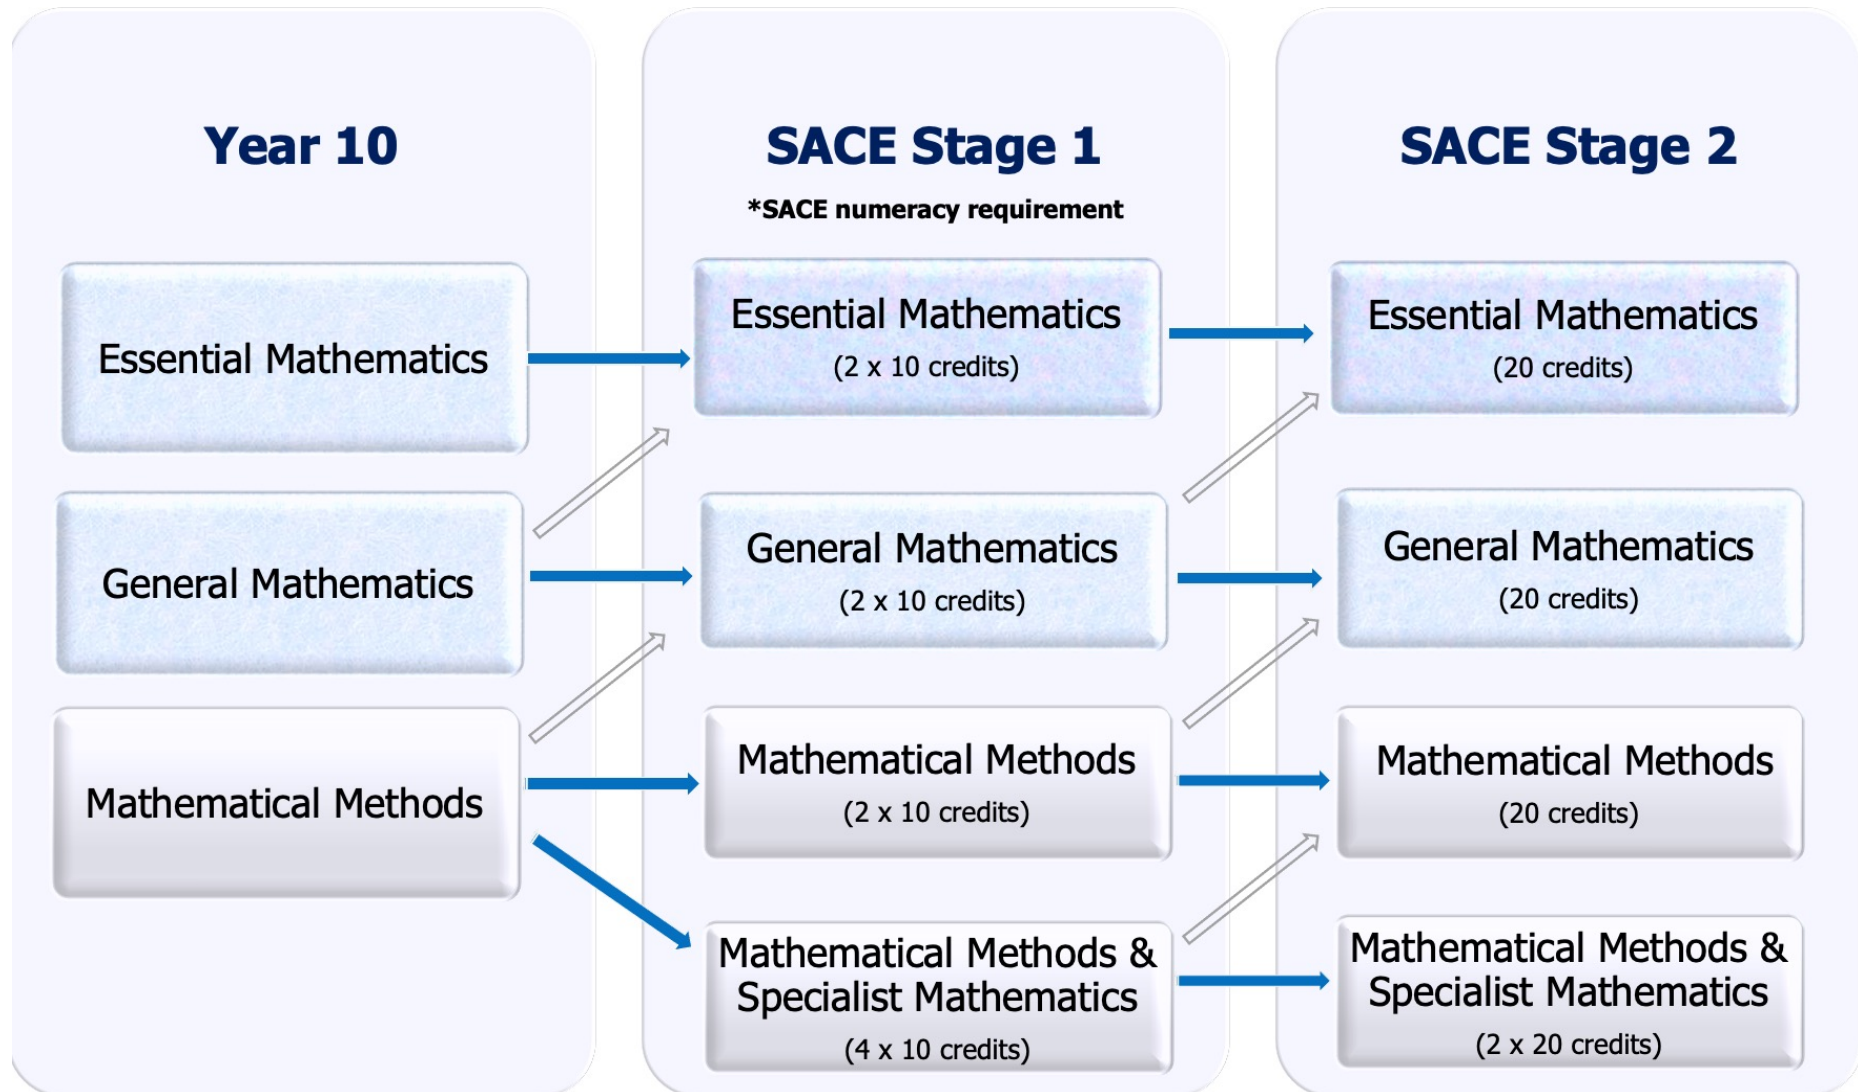 Year 10
Essential Mathematics
General Mathematics
Mathematical Methods
SACE Stage 1
*SACE numeracy requirement
Essential Mathematics
(2 x 10 credits)
General Mathematics
(2 x 10 credits)
Mathematical Methods
(2 x 10 credits)
Mathematical Methods &
Specialist Mathematics
(4 x 10 credits)
SACE Stage 2
Essential Mathematics
(20 credits)
General Mathematics
(20 credits)
Mathematical Methods
(20 credits)
Mathematical Methods &
Specialist Mathematics
(2 x 20 credits)